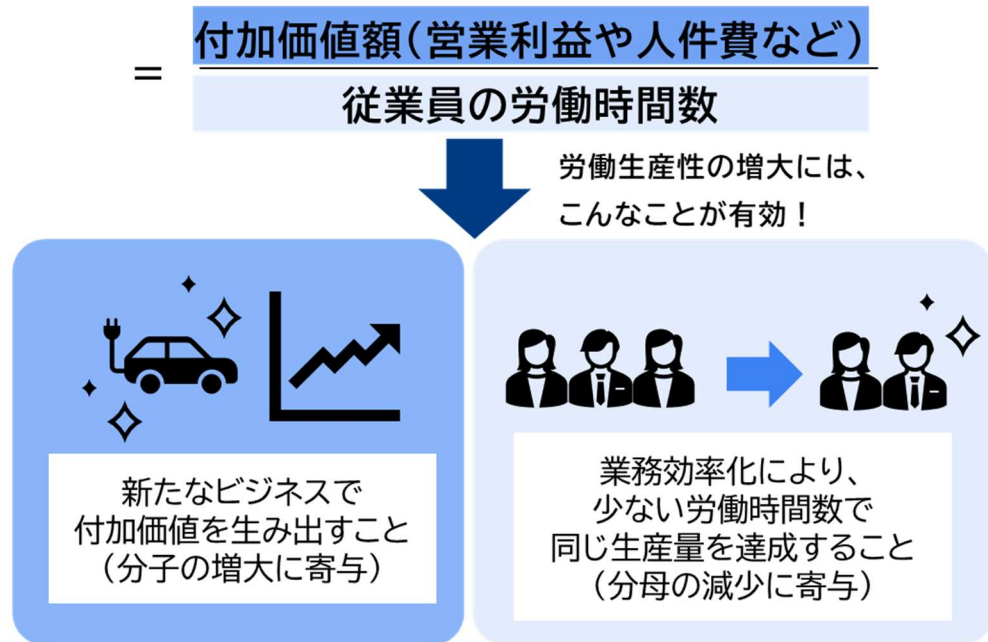 付加価値額(営業利益や人件費など)
=
従業員の労働時間数
労働生産性の増大には、
こんなことが有効！
新たなビジネスで
付加価値を生み出すこと
(分子の増大に寄与)
業務効率化により、
少ない労働時間数で
同じ生産量を達成すること
(分母の減少に寄与)